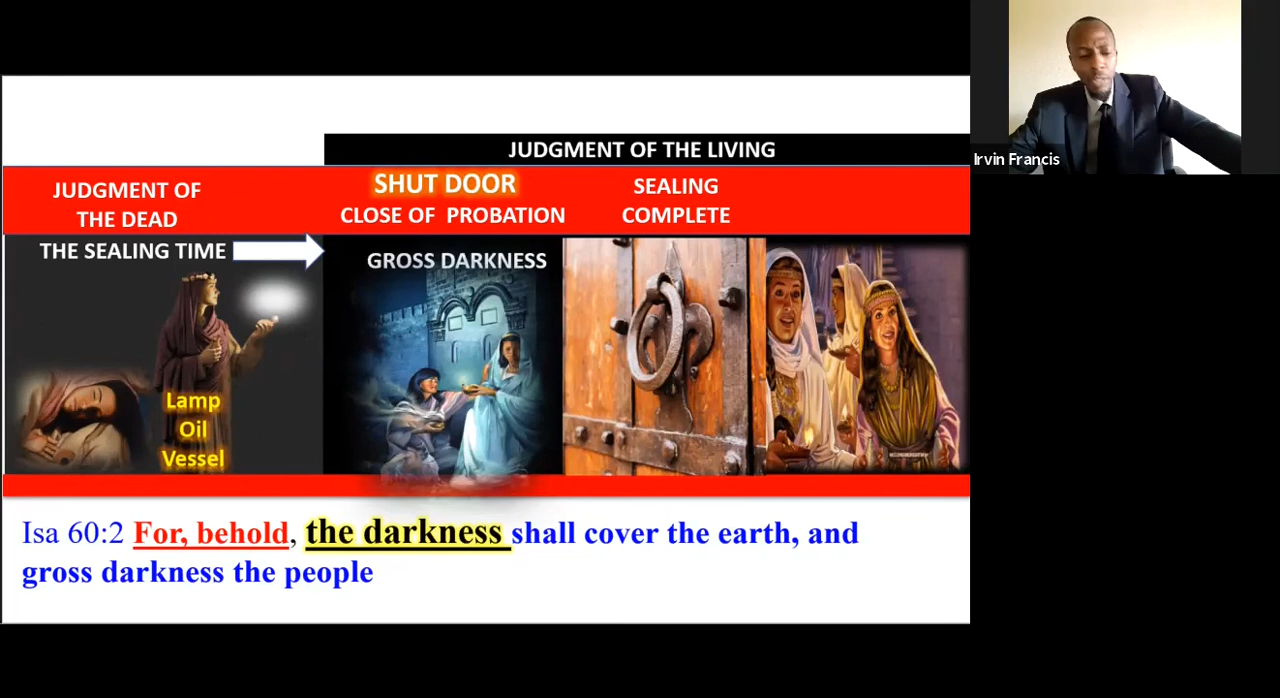 JUDGMENT OF THE LIVING
JUDGMENT OF
THE DEAD
SHUT DOOR
CLOSE OF PROBATION
SEALING
COMPLETE
THE SEALING TIME
GROSS DARKNESS
Lamp
Oil
Vessel
Isa 60:2 For, behold, the darkness shall cover the earth, and
gross darkness the people
Irvin Francis